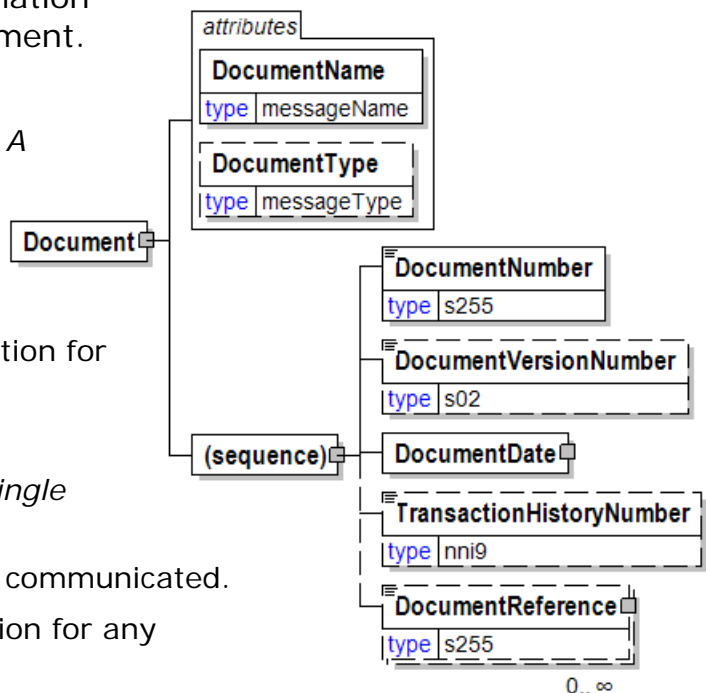 ment.
A
tion for
ingle
communicated.
ion for any
attributes
DocumentName
type messageName
DocumentType
type messageType
Document
DocumentNumber
type s255
DocumentVersionNumber
type s02
(sequence)
DocumentDate
TransactionHistoryNumber
type nni9
DocumentReference
type s255
0.. ∞